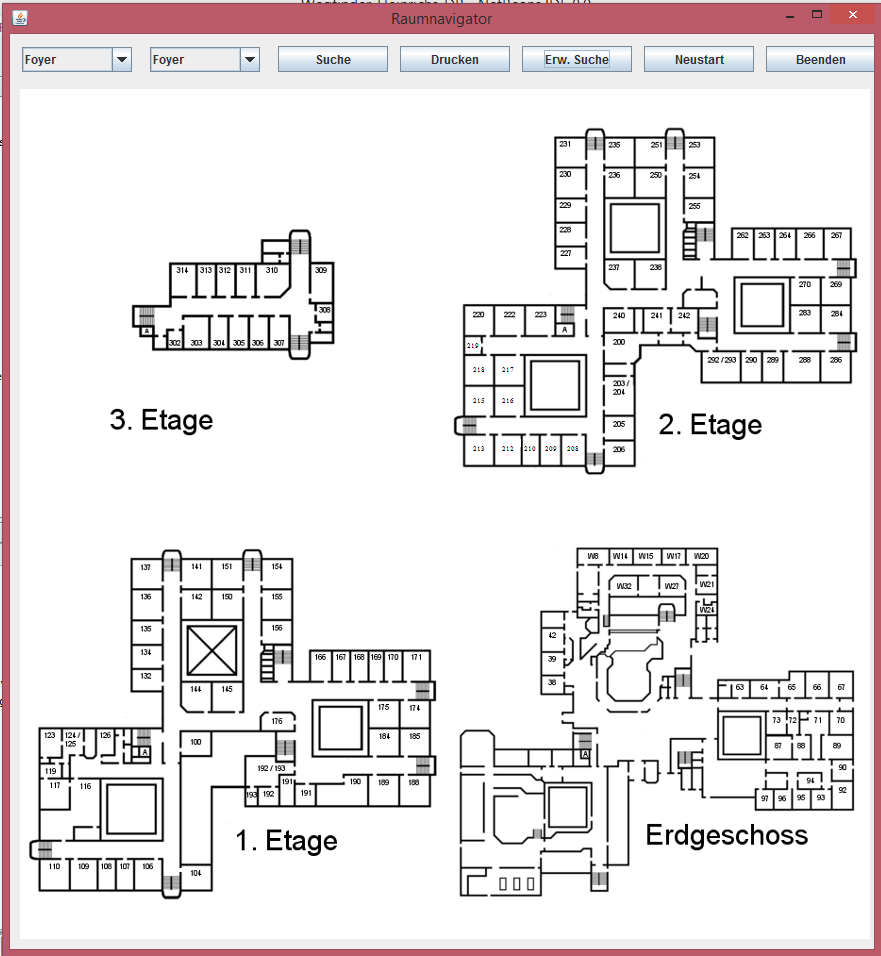 Raumnavigator
Foyer Foyer Suche Drucken Erw. Suche Neustart Beenden
314 313 312 311 310 309
308
A
302 303 304 305 306 307
3. Etage
231 235 251 253
230 236 250 254
229 255
228
227
237 238
262 263 264 266 267
270 269
283 284
220 222 223 240 241 242
A
219 200
218 217
292 / 293 290 289 288 286
203 /
204
215 216
205
213 212 210 209 208 206
2. Etage
137 141 151 154
136 142 150 155
135 156
134
132
144 145
166 167 168 169 170 171
175 174
176
184 185
123 124 /
125 126
A
100
119
117 116
192 / 193
191 190 189 188
193 192 191
1. Etage
110 109 108 107 106 104
W8 W14 W15 W17 W20
W32 W27 W21
W24
42
39
38
63 64 65 66 67
73 72 71 70
87 88 89
A
90
94
92
97 96 95 93
Erdgeschoss